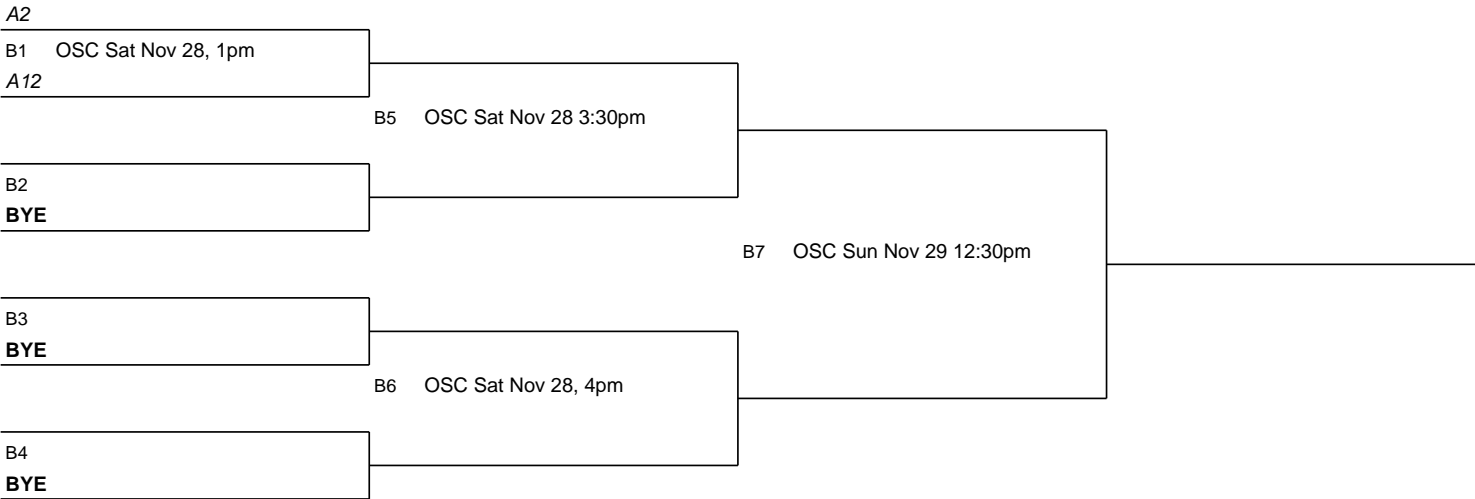 A2
B1 OSC Sat Nov 28, 1pm
A12
B5 OSC Sat Nov 28 3:30pm
B2
BYE
B7 OSC Sun Nov 29 12:30pm
B3
BYE
B6 OSC Sat Nov 28, 4pm
B4
BYE